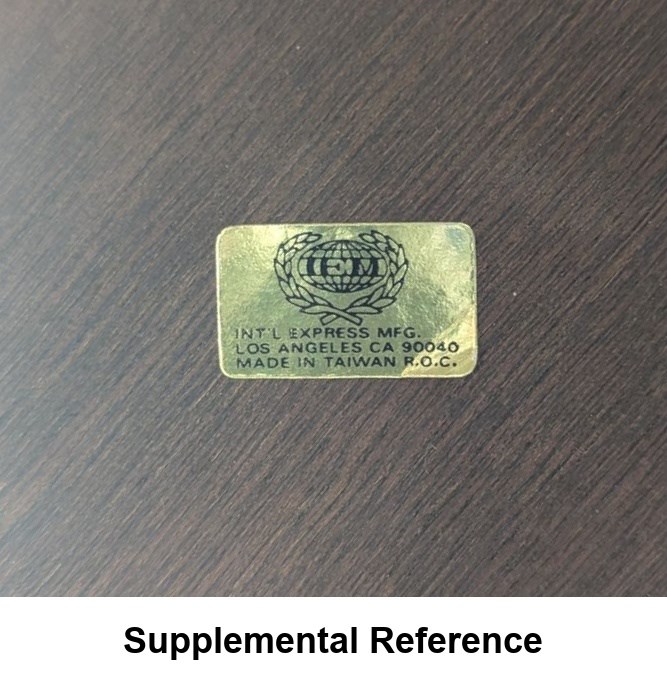 IEM
INT'L EXPRESS MFG.
LOS ANGELES CA 90040
MADE IN TAIWAN R.O.C.
Supplemental Reference